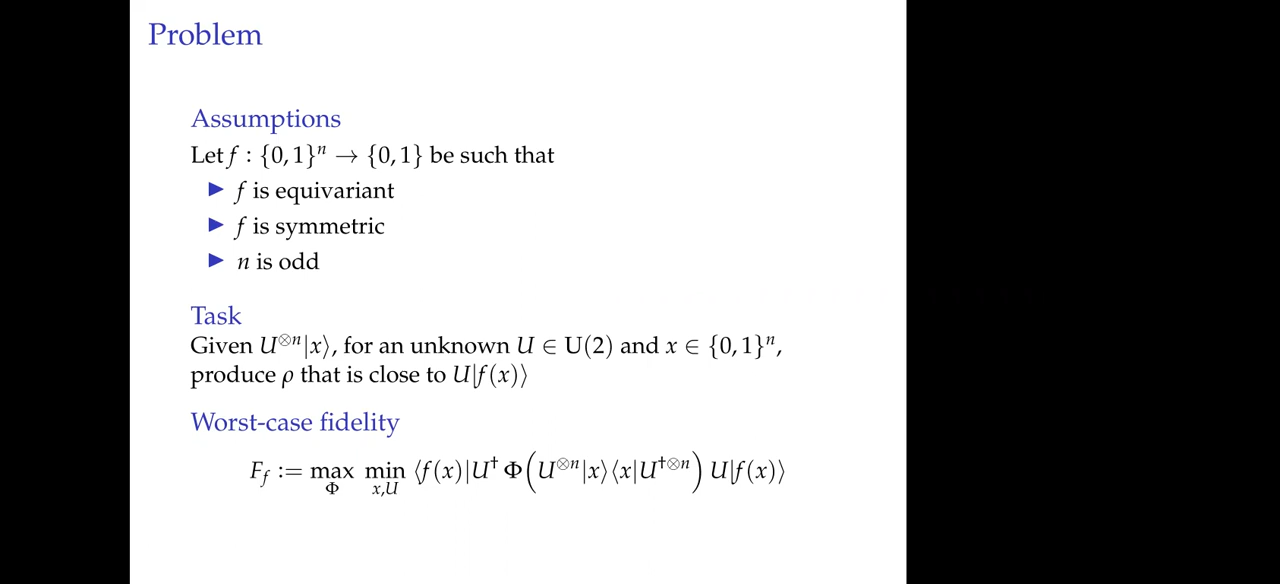 Problem
Assumptions
Let f : {0, 1}ⁿ → {0, 1} be such that
▶ f is equivariant
▶ f is symmetric
▶ n is odd
Task
Given U^{⊗n}|x⟩, for an unknown U ∈ U(2) and x ∈ {0, 1}ⁿ,
produce ρ that is close to U|f(x)⟩
Worst-case fidelity
F_f := max_Φ min_{x,U} ⟨f(x)|U† Φ(U^{⊗n}|x⟩⟨x|U^{†⊗n}) U|f(x)⟩